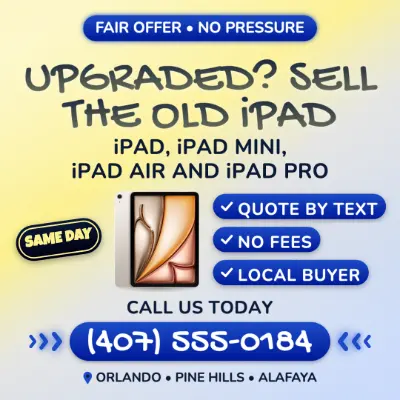 FAIR OFFER • NO PRESSURE
UPGRADED? SELL
THE OLD iPAD
iPAD, iPAD MINI,
iPAD AIR AND iPAD PRO
SAME DAY
✓ QUOTE BY TEXT
✓ NO FEES
✓ LOCAL BUYER
CALL US TODAY
(407) 555-0184
ORLANDO • PINE HILLS • ALAFAYA